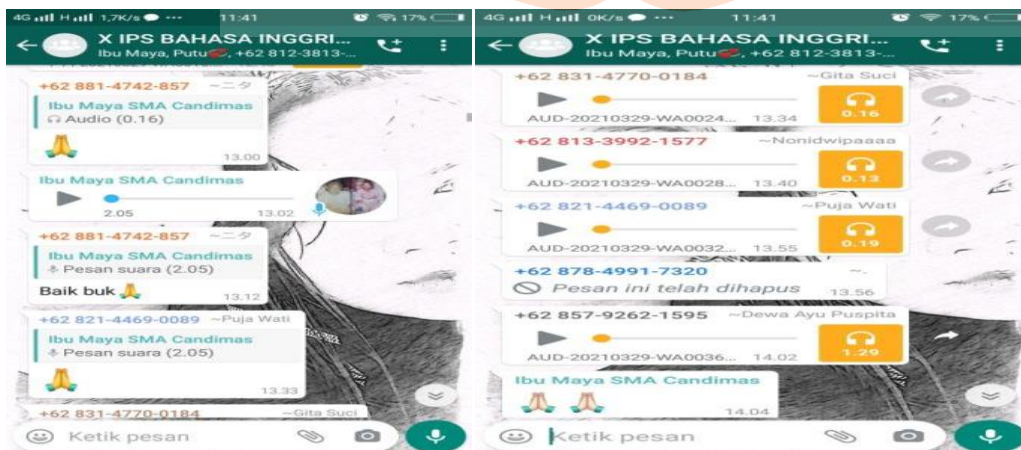 4G H 1,7K/s ... 11:41 17%
X IPS BAHASA INGGRI...
Ibu Maya, Putu💋, +62 812-3813-...
+62 881-4742-857 ~二夕
Ibu Maya SMA Candimas
Audio (0.16)
🙏
13.00
Ibu Maya SMA Candimas
2.05 13.02
+62 881-4742-857 ~二夕
Ibu Maya SMA Candimas
Pesan suara (2.05)
Baik buk🙏 13.12
+62 821-4469-0089 ~Puja Wati
Ibu Maya SMA Candimas
Pesan suara (2.05)
🙏
13.33
+62 831-4770-0184 ~Gita Suci
Ketik pesan
4G H 0K/s ... 11:41 17%
X IPS BAHASA INGGRI...
Ibu Maya, Putu💋, +62 812-3813-...
+62 831-4770-0184 ~Gita Suci
0.16
AUD-20210329-WA0024... 13.34
+62 813-3992-1577 ~Nonidwipaaaa
0.13
AUD-20210329-WA0028... 13.40
+62 821-4469-0089 ~Puja Wati
0.19
AUD-20210329-WA0032... 13.55
+62 878-4991-7320 ~.
Pesan ini telah dihapus 13.56
+62 857-9262-1595 ~Dewa Ayu Puspita
1.29
AUD-20210329-WA0036... 14.02
Ibu Maya SMA Candimas
🙏🏻 🙏🏻
14.04
Ketik pesan